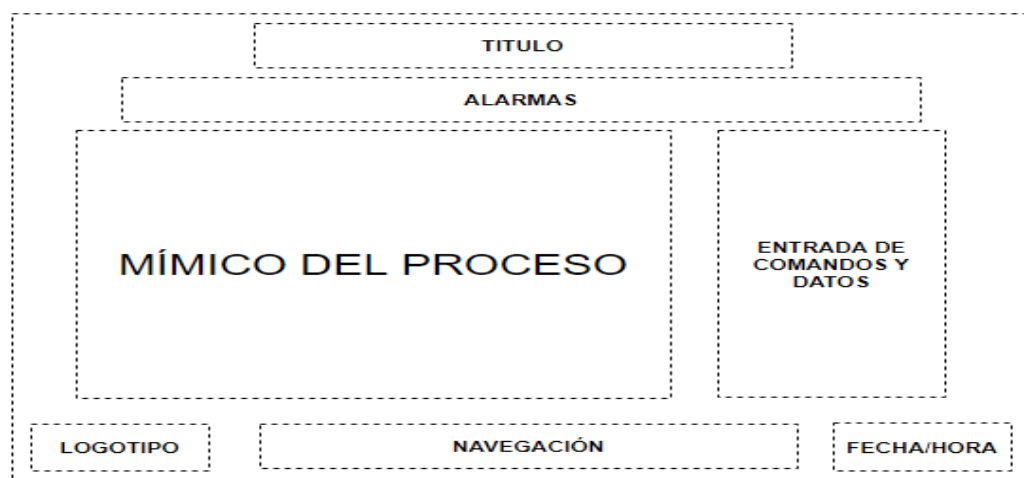 TITULO
ALARMAS
MÍMICO DEL PROCESO
ENTRADA DE
COMANDOS Y
DATOS
LOGOTIPO
NAVEGACIÓN
FECHA/HORA